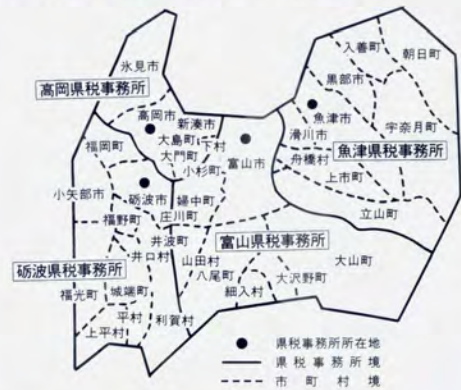 入善町
朝日町
氷見市
黒部市
高岡県税事務所
高岡市
新湊市
魚津市
宇奈月町
大島町
下村
滑川市
福岡町
大門町
富山市
舟橋村
魚津県税事務所
小杉町
上市町
小矢部市
砺波市
婦中町
庄川町
立山町
福野町
井波町
富山県税事務所
井口村
山田村
大山町
砺波県税事務所
八尾町
大沢野町
福光町
城端町
細入村
平村
利賀村
上平村
● 県税事務所所在地
県税事務所境
市町村境